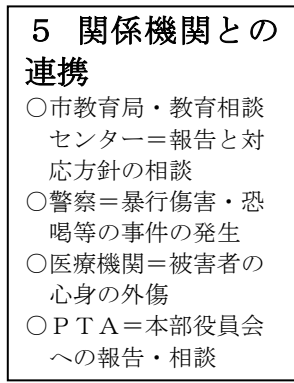 ５ 関係機関との
連携
○市教育局・教育相談
センター＝報告と対
応方針の相談
○警察＝暴行傷害・恐
喝等の事件の発生
○医療機関＝被害者の
心身の外傷
○ＰＴＡ＝本部役員会
への報告・相談